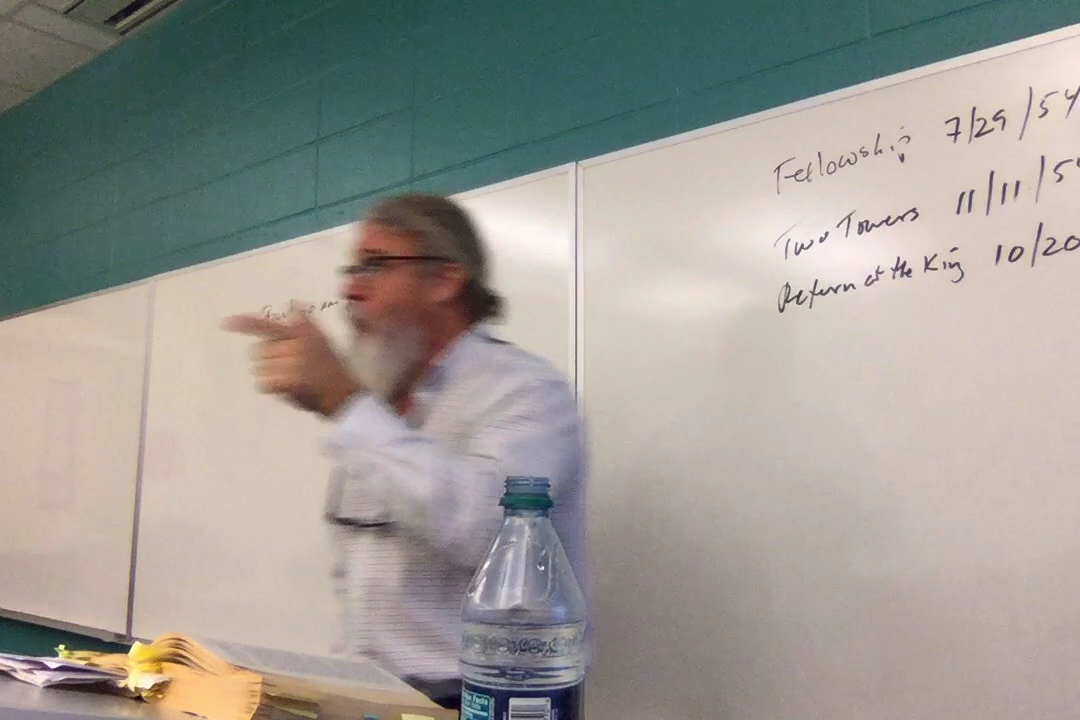 Fellowship 7/29/54
Two Towers 11/11/5
Return of the King 10/20